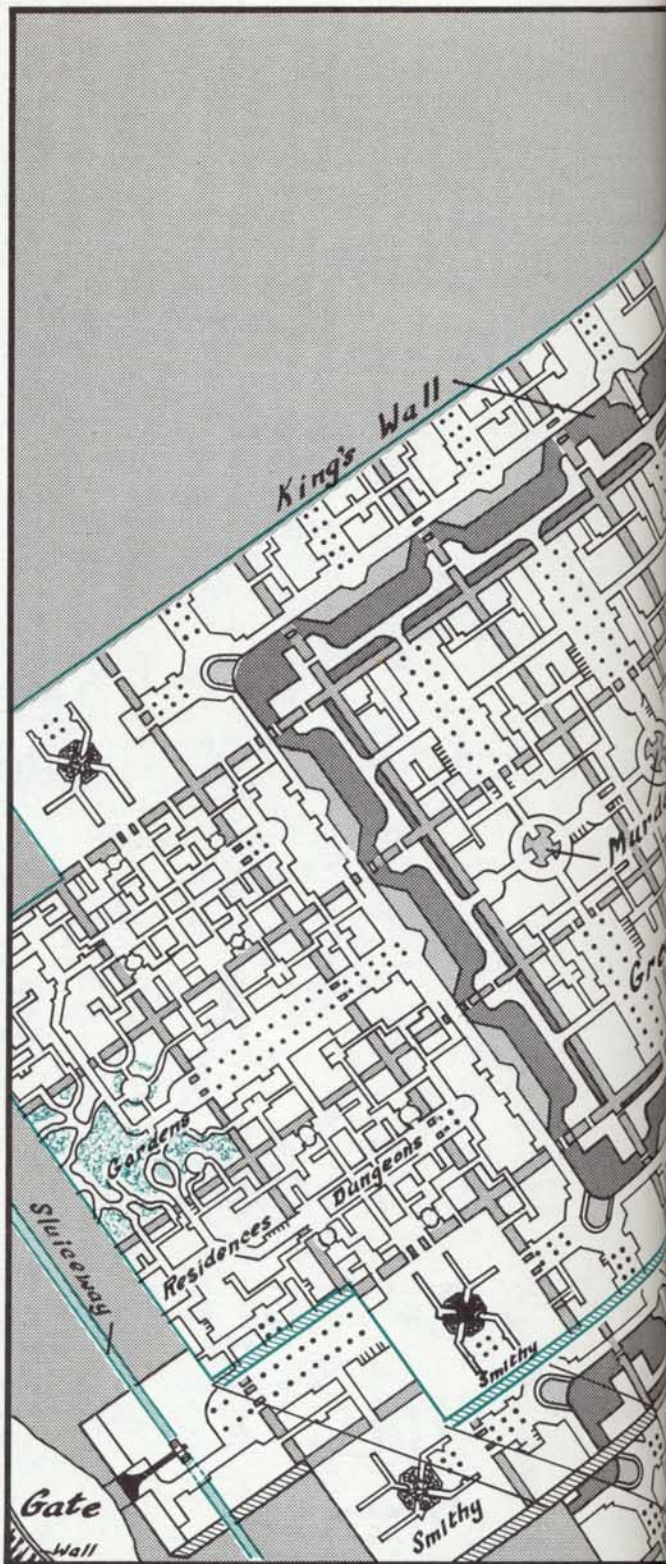 King's Wall
Gardens
Dungeons
Residences
Sluiceway
Smithy
Smithy
Gate
Wall